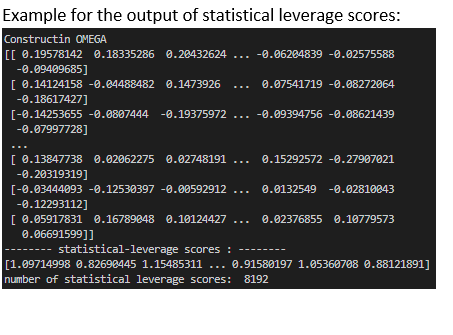 Example for the output of statistical leverage scores:
Constructin OMEGA
[[ 0.19578142  0.18335286  0.20432624 ... -0.06204839 -0.02575588
  -0.09409685]
 [ 0.14124158 -0.04488482  0.1473926  ...  0.07541719 -0.08272064
  -0.18617427]
 [-0.14253655 -0.0807444  -0.19375972 ... -0.09394756 -0.08621439
  -0.07997728]
 ...
 [ 0.13847738  0.02062275  0.02748191 ...  0.15292572 -0.27907021
  -0.20319319]
 [-0.03444093 -0.12530397 -0.00592912 ...  0.0132549  -0.02810043
  -0.12293112]
 [ 0.05917831  0.16789048  0.10124427 ...  0.02376855  0.10779573
   0.06691599]]
-------- statistical-leverage scores : --------
[1.09714998 0.82690445 1.15485311 ... 0.91580197 1.05360708 0.88121891]
number of statistical leverage scores:  8192